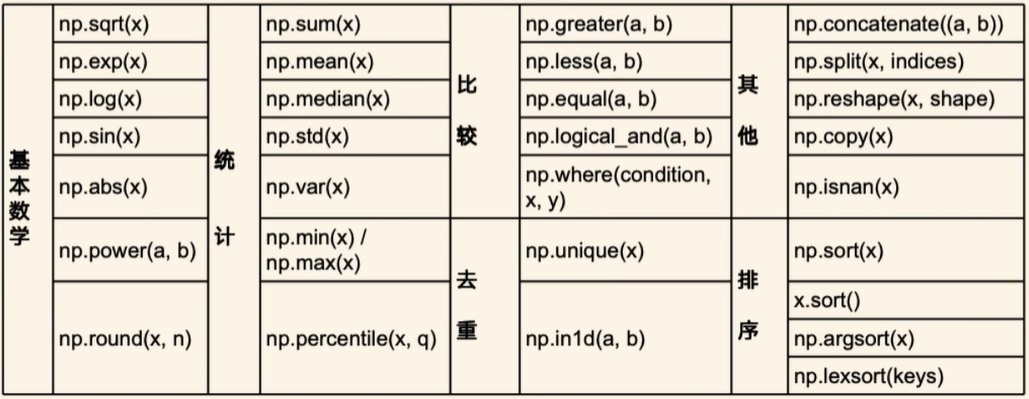 基本数学
np.sqrt(x)
np.exp(x)
np.log(x)
np.sin(x)
np.abs(x)
np.power(a, b)
np.round(x, n)
统计
np.sum(x)
np.mean(x)
np.median(x)
np.std(x)
np.var(x)
np.min(x) /
np.max(x)
np.percentile(x, q)
比较
np.greater(a, b)
np.less(a, b)
np.equal(a, b)
np.logical_and(a, b)
np.where(condition,
x, y)
去重
np.unique(x)
np.in1d(a, b)
其他
np.concatenate((a, b))
np.split(x, indices)
np.reshape(x, shape)
np.copy(x)
np.isnan(x)
排序
np.sort(x)
x.sort()
np.argsort(x)
np.lexsort(keys)